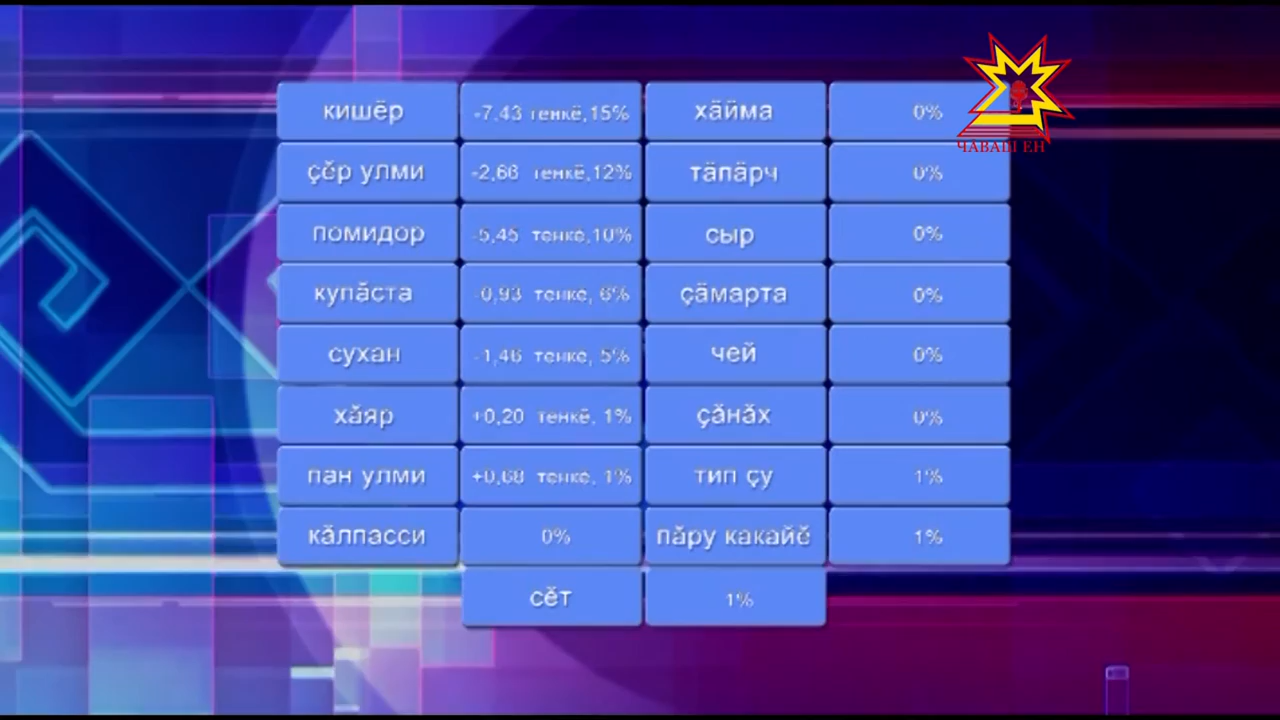 кишӗр -7,43 тенкӗ,15% хӑйма 0%
ҫӗр улми -2,66 тенкӗ,12% тӑпӑрч 0%
помидор -5,45 тенкӗ,10% сыр 0%
купӑста -0,93 тенкӗ, 6% ҫӑмарта 0%
сухан -1,46 тенкӗ, 5% чей 0%
хӑяр +0,20 тенкӗ, 1% ҫӑнӑх 0%
пан улми +0,68 тенкӗ, 1% тип ҫу 1%
кӑлпасси 0% пӑру какайӗ 1%
сӗт 1%
ЧӐВАШ ЕН